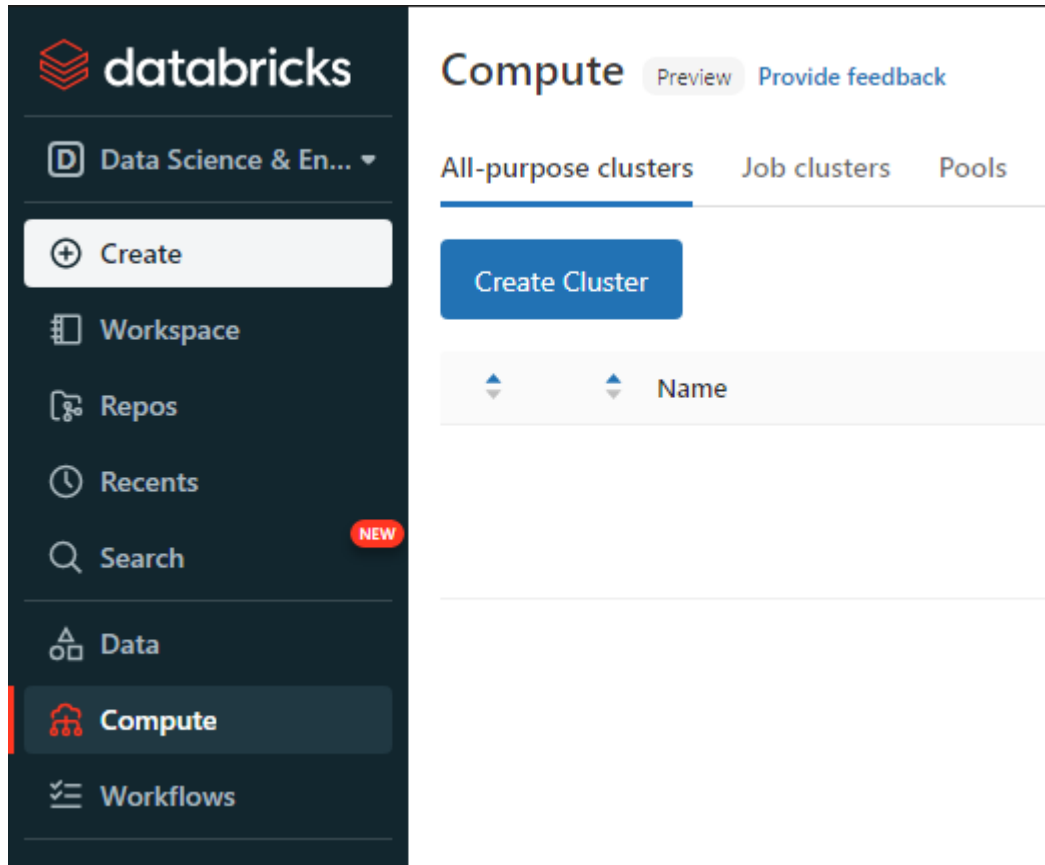 databricks
D Data Science & En...
Create
Workspace
Repos
Recents
NEW
Search
Data
Compute
Workflows
Compute Preview Provide feedback
All-purpose clusters Job clusters Pools
Create Cluster
Name